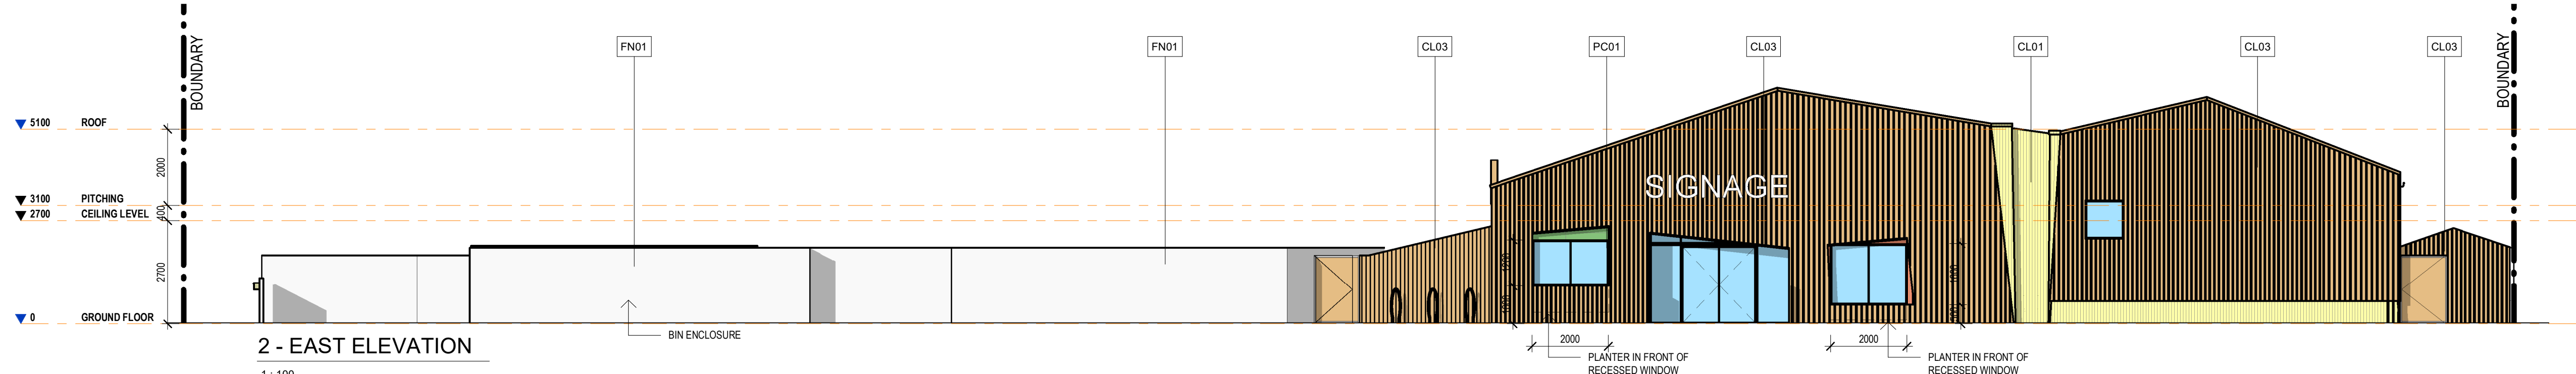 BOUNDARY
FN01
FN01
CL03
PC01
CL03
CL01
CL03
CL03
BOUNDARY
5100 ROOF
2000
3100 PITCHING
400
2700 CEILING LEVEL
SIGNAGE
2700
0 GROUND FLOOR
BIN ENCLOSURE
2 - EAST ELEVATION
1 : 100
2000
2000
PLANTER IN FRONT OF
RECESSED WINDOW
PLANTER IN FRONT OF
RECESSED WINDOW